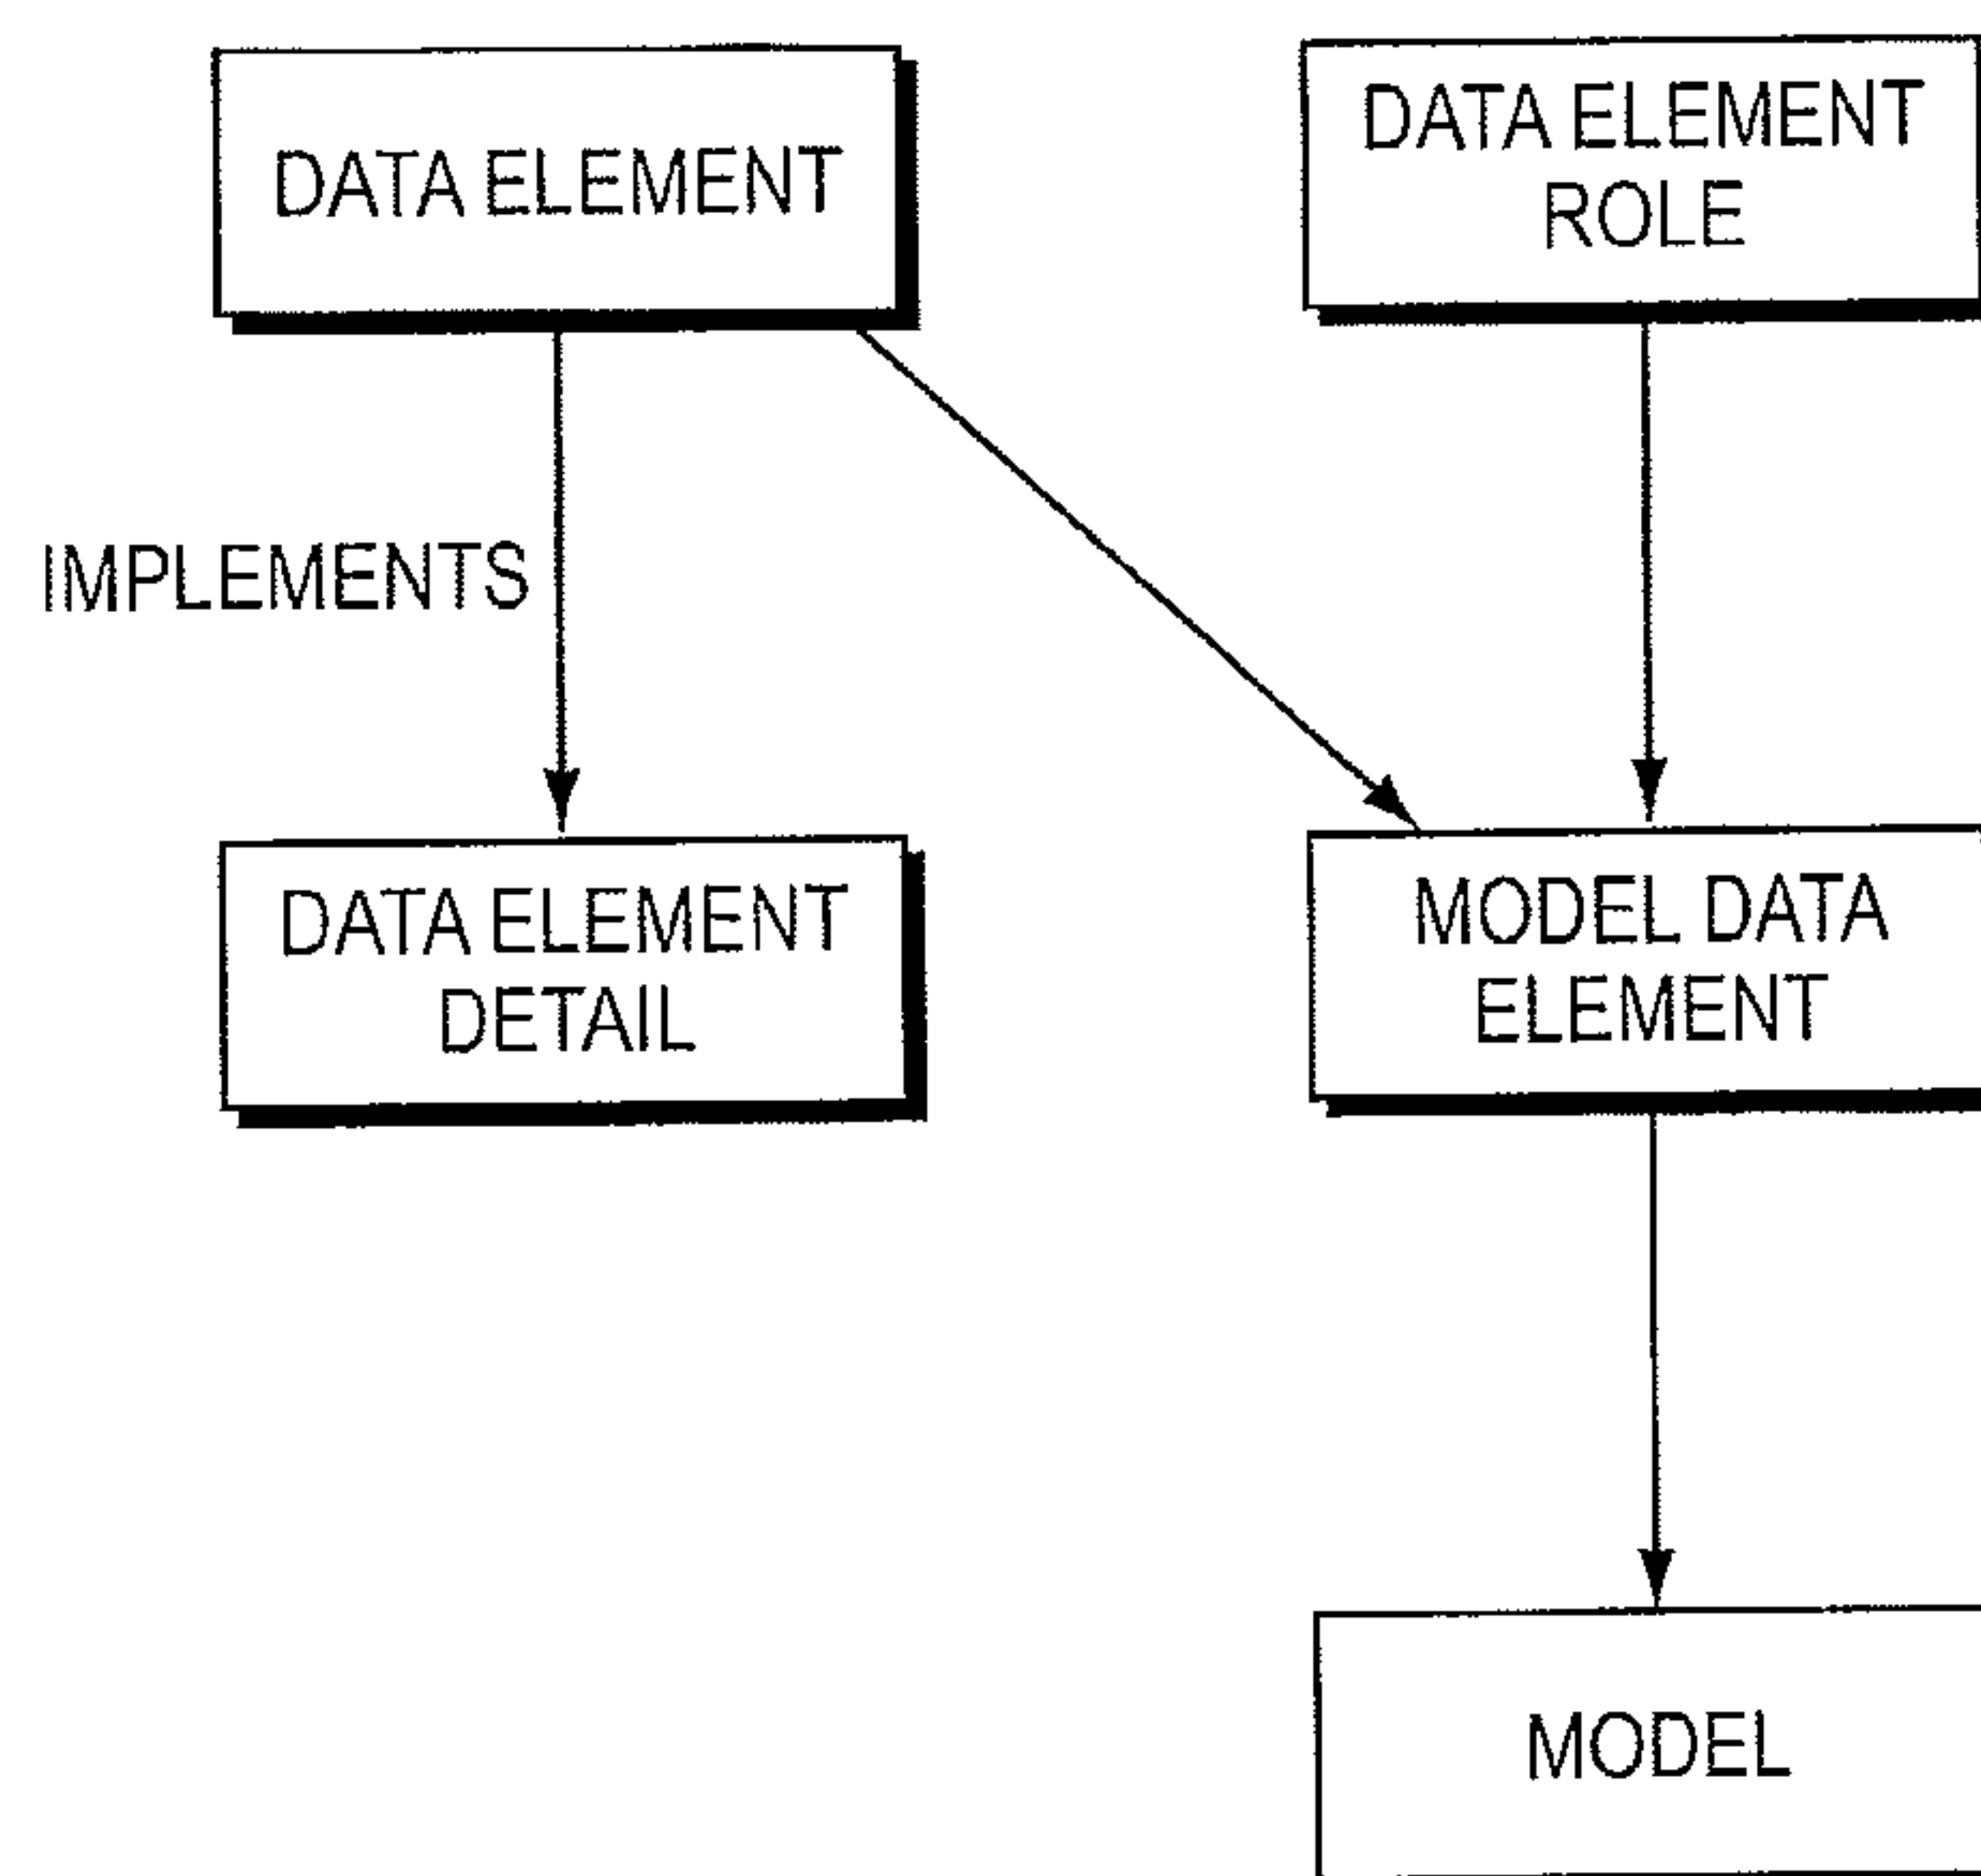 DATA ELEMENT
DATA ELEMENT
ROLE
IMPLEMENTS
DATA ELEMENT
DETAIL
MODEL DATA
ELEMENT
MODEL